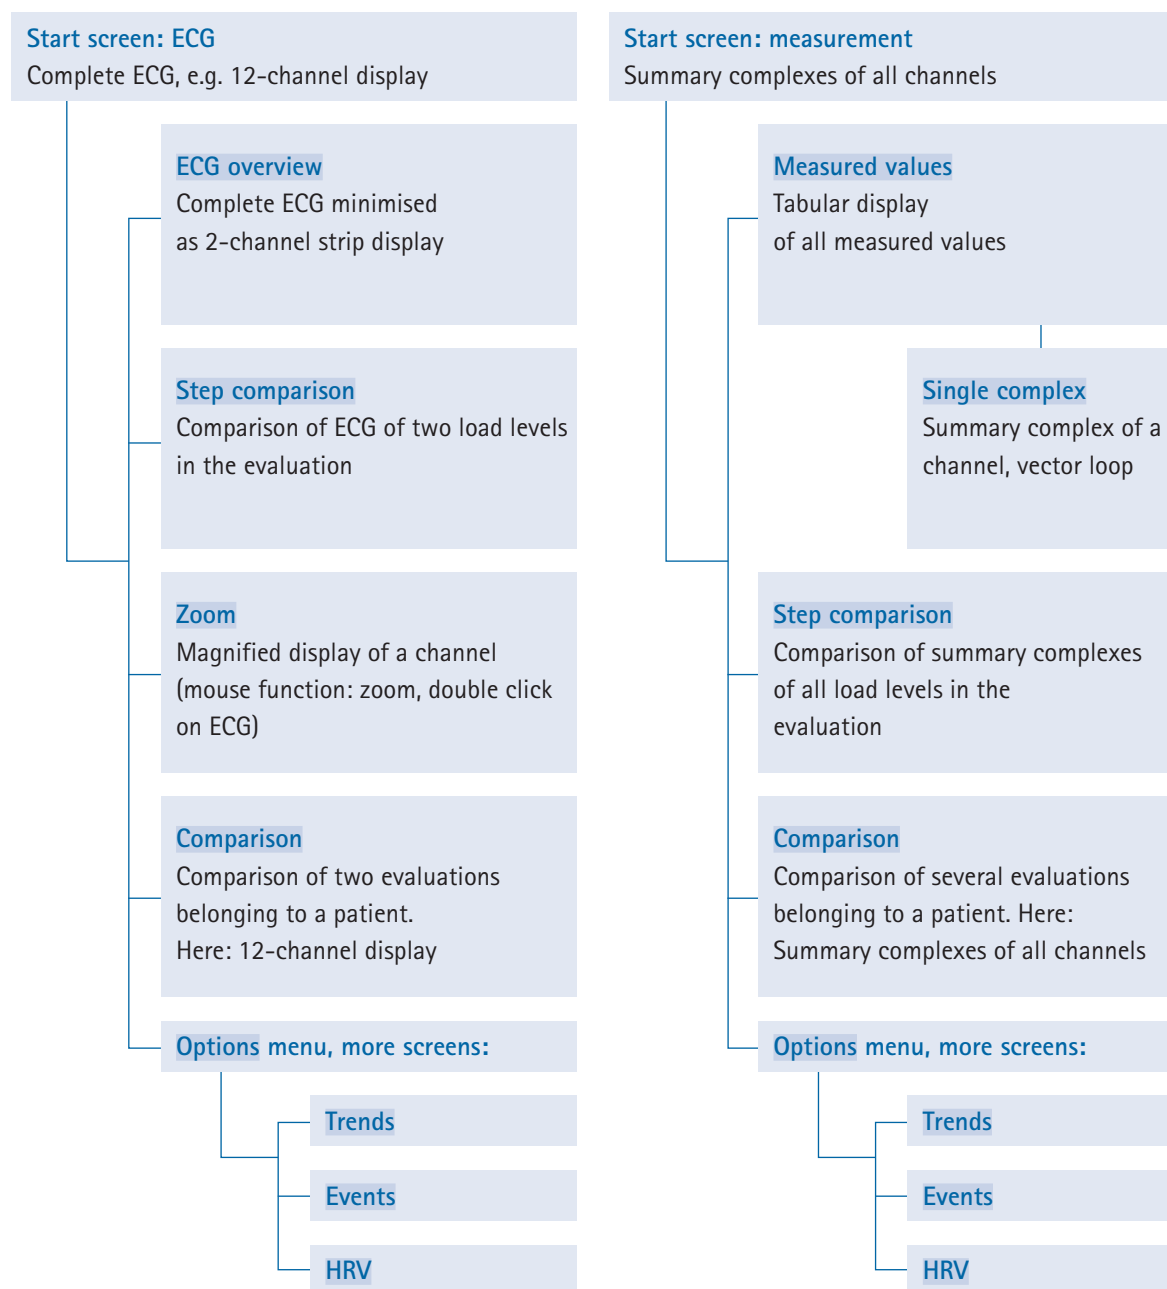 Start screen: ECG
Complete ECG, e.g. 12-channel display
ECG overview
Complete ECG minimised
as 2-channel strip display
Step comparison
Comparison of ECG of two load levels
in the evaluation
Zoom
Magnified display of a channel
(mouse function: zoom, double click
on ECG)
Comparison
Comparison of two evaluations
belonging to a patient.
Here: 12-channel display
Options menu, more screens:
Trends
Events
HRV
Start screen: measurement
Summary complexes of all channels
Measured values
Tabular display
of all measured values
Single complex
Summary complex of a
channel, vector loop
Step comparison
Comparison of summary complexes
of all load levels in the
evaluation
Comparison
Comparison of several evaluations
belonging to a patient. Here:
Summary complexes of all channels
Options menu, more screens:
Trends
Events
HRV